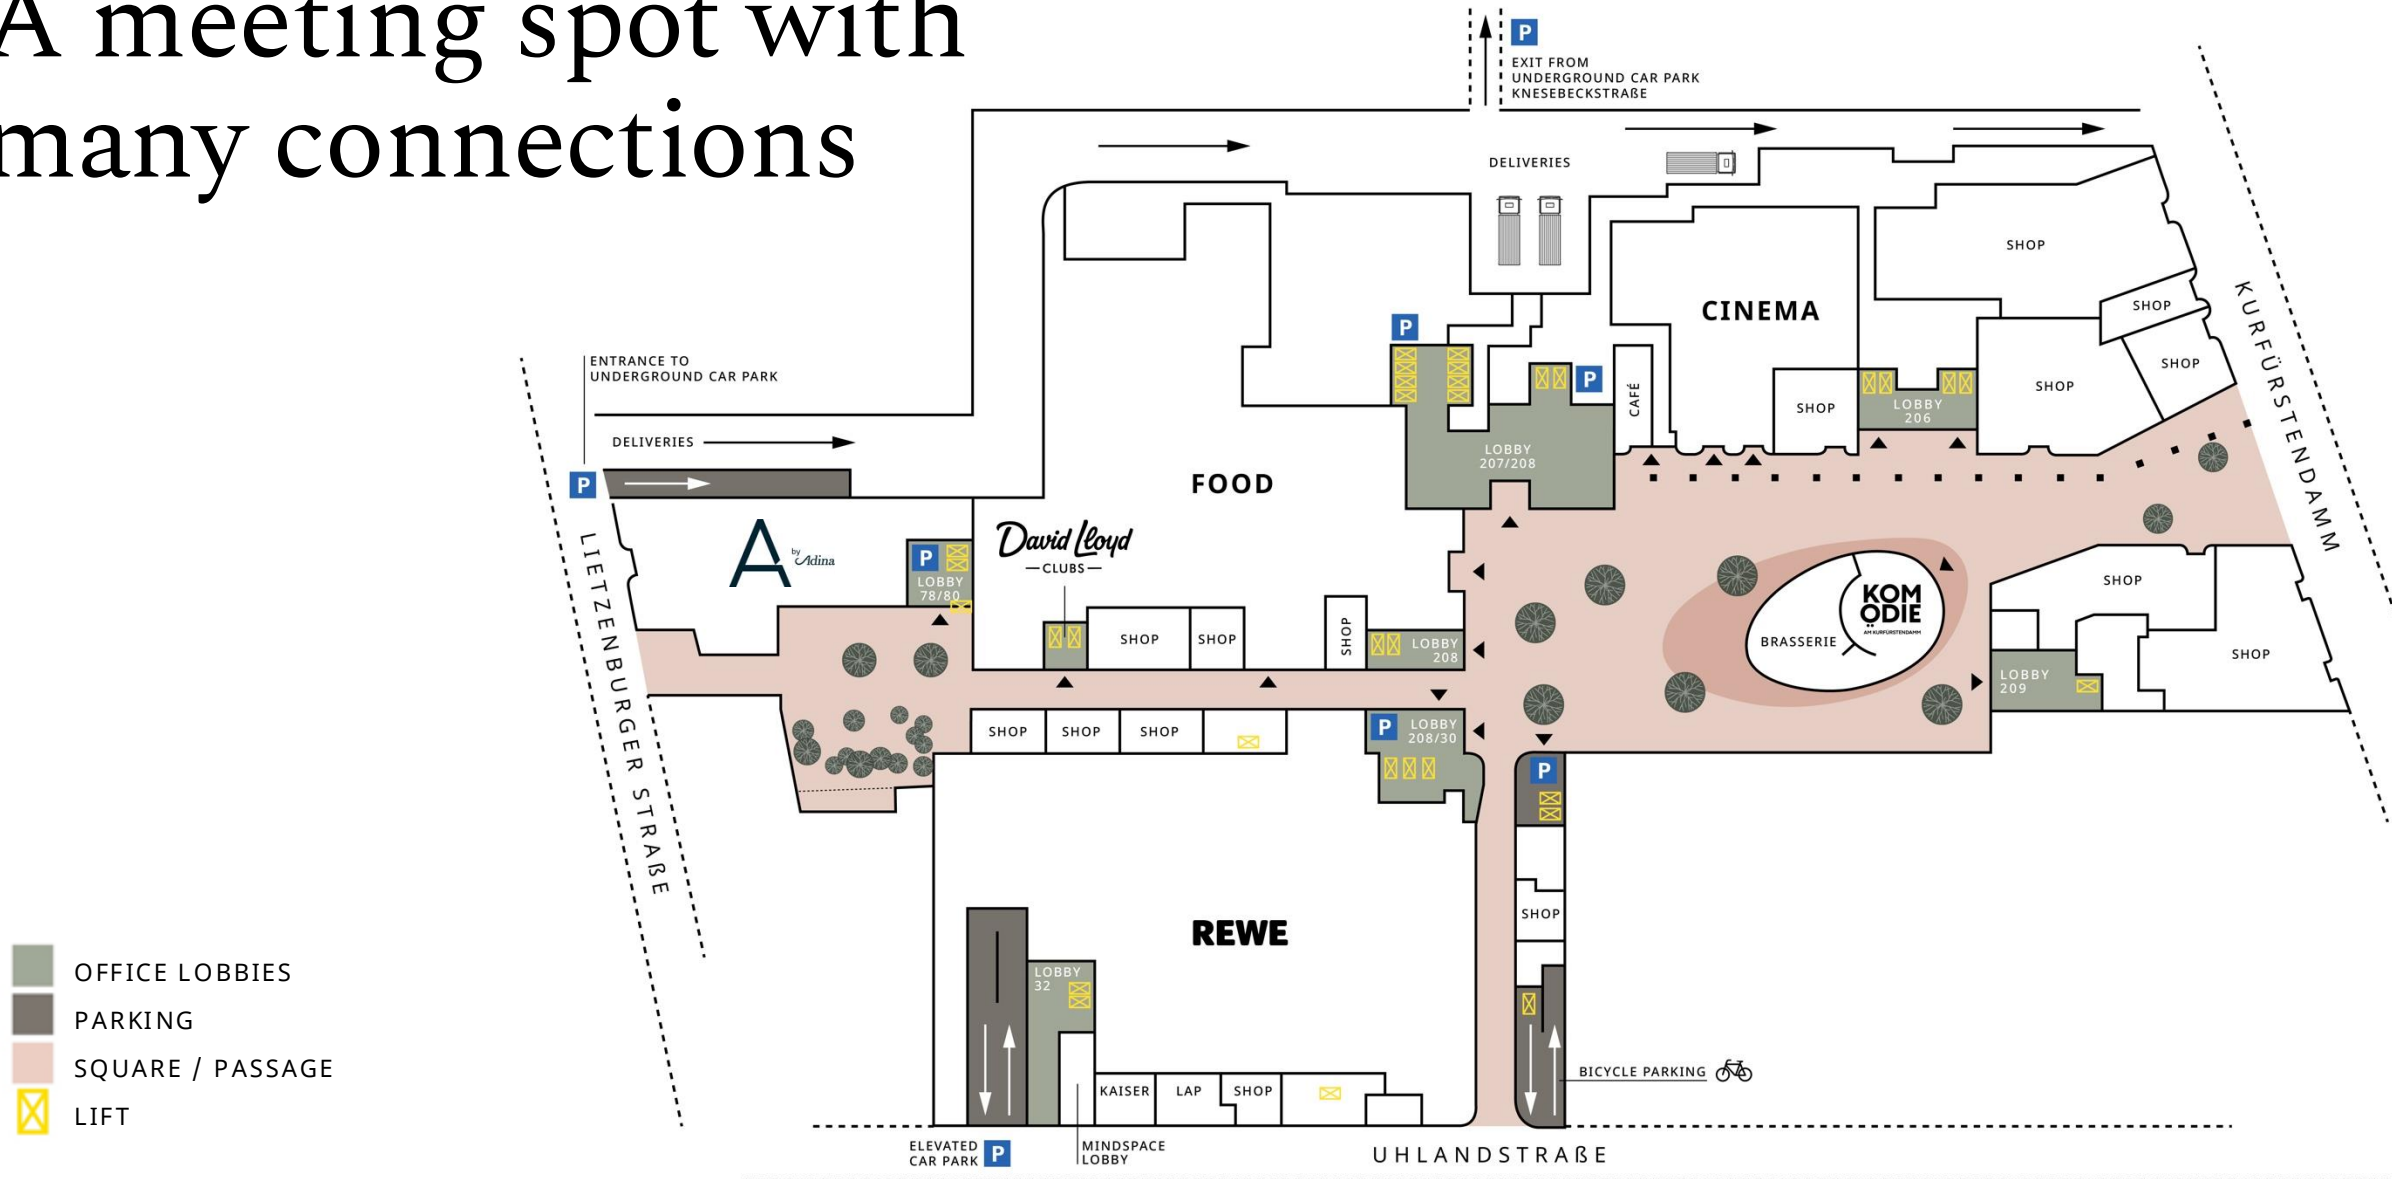 A meeting spot with
many connections
P
EXIT FROM
UNDERGROUND CAR PARK
KNESEBECKSTRAßE
DELIVERIES
SHOP
SHOP
SHOP
SHOP
CINEMA
KURFÜRSTENDAMM
P
P
CAFÉ
SHOP
LOBBY
206
ENTRANCE TO
UNDERGROUND CAR PARK
DELIVERIES
P
LOBBY
207/208
FOOD
A by Adina
P
LOBBY
78/80
David Lloyd
CLUBS
LIETZENBURGER STRAßE
SHOP
SHOP
SHOP
LOBBY
208
BRASSERIE
KOM
ÖDIE
AM KURFÜRSTENDAMM
SHOP
SHOP
LOBBY
209
SHOP
SHOP
SHOP
P
LOBBY
208/30
P
SHOP
REWE
LOBBY
32
KAISER
LAP
SHOP
BICYCLE PARKING
ELEVATED
CAR PARK
P
MINDSPACE
LOBBY
UHLANDSTRAßE
OFFICE LOBBIES
PARKING
SQUARE / PASSAGE
LIFT